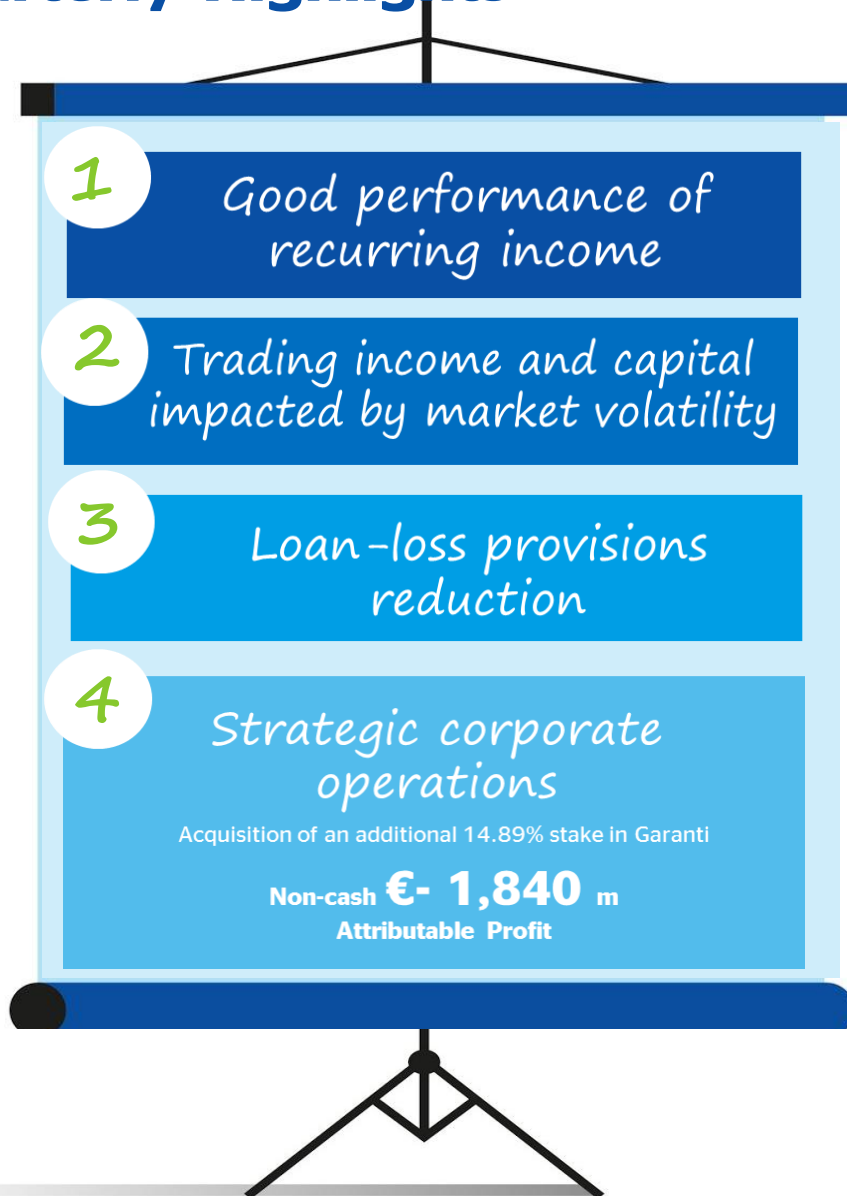 Highlights
1
Good performance of
recurring income
2
Trading income and capital
impacted by market volatility
3
Loan-loss provisions
reduction
4
Strategic corporate
operations
Acquisition of an additional 14.89% stake in Garanti
Non-cash €- 1,840 m
Attributable Profit